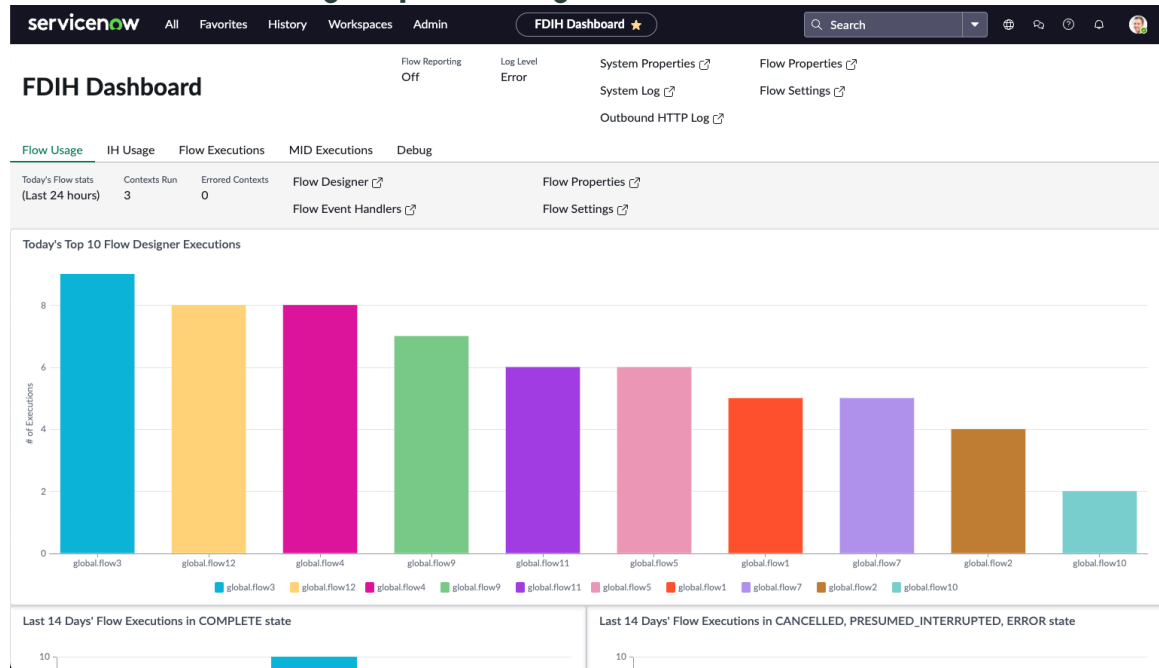 servicenow All Favorites History Workspaces Admin FDIH Dashboard Search
FDIH Dashboard
Flow Reporting
Off
Log Level
Error
System Properties
System Log
Outbound HTTP Log
Flow Properties
Flow Settings
Flow Usage IH Usage Flow Executions MID Executions Debug
Today's Flow stats
(Last 24 hours)
Contexts Run
3
Errored Contexts
0
Flow Designer
Flow Event Handlers
Flow Properties
Flow Settings
Today's Top 10 Flow Designer Executions
# of Executions
8
6
4
2
0
global.flow3 global.flow12 global.flow4 global.flow9 global.flow11 global.flow5 global.flow1 global.flow7 global.flow2 global.flow10
global.flow3 global.flow12 global.flow4 global.flow9 global.flow11 global.flow5 global.flow1 global.flow7 global.flow2 global.flow10
Last 14 Days' Flow Executions in COMPLETE state
10
Last 14 Days' Flow Executions in CANCELLED, PRESUMED_INTERRUPTED, ERROR state
10